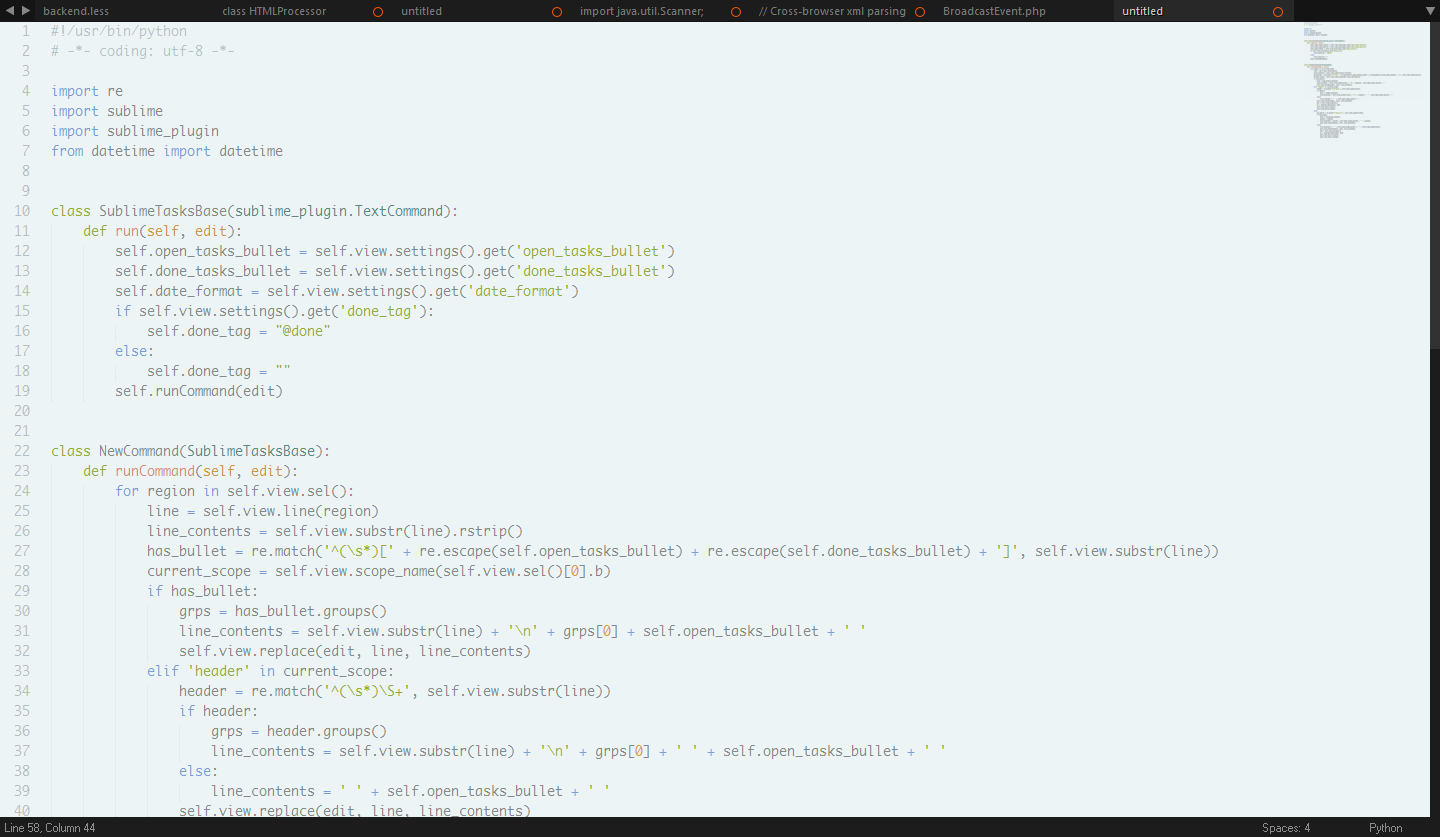 backend.less class HTMLProcessor untitled import java.util.Scanner; // Cross-browser xml parsing BroadcastEvent.php untitled
1 #!/usr/bin/python
2 # -*- coding: utf-8 -*-
3
4 import re
5 import sublime
6 import sublime_plugin
7 from datetime import datetime
8
9
10 class SublimeTasksBase(sublime_plugin.TextCommand):
11     def run(self, edit):
12         self.open_tasks_bullet = self.view.settings().get('open_tasks_bullet')
13         self.done_tasks_bullet = self.view.settings().get('done_tasks_bullet')
14         self.date_format = self.view.settings().get('date_format')
15         if self.view.settings().get('done_tag'):
16             self.done_tag = "@done"
17         else:
18             self.done_tag = ""
19         self.runCommand(edit)
20
21
22 class NewCommand(SublimeTasksBase):
23     def runCommand(self, edit):
24         for region in self.view.sel():
25             line = self.view.line(region)
26             line_contents = self.view.substr(line).rstrip()
27             has_bullet = re.match('^(\s*)[' + re.escape(self.open_tasks_bullet) + re.escape(self.done_tasks_bullet) + ']', self.view.substr(line))
28             current_scope = self.view.scope_name(self.view.sel()[0].b)
29             if has_bullet:
30                 grps = has_bullet.groups()
31                 line_contents = self.view.substr(line) + '\n' + grps[0] + self.open_tasks_bullet + ' '
32                 self.view.replace(edit, line, line_contents)
33             elif 'header' in current_scope:
34                 header = re.match('^(\s*)\S+', self.view.substr(line))
35                 if header:
36                     grps = header.groups()
37                     line_contents = self.view.substr(line) + '\n' + grps[0] + ' ' + self.open_tasks_bullet + ' '
38                 else:
39                     line_contents = ' ' + self.open_tasks_bullet + ' '
40                 self.view.replace(edit, line, line_contents)
Line 58, Column 44 Spaces: 4 Python